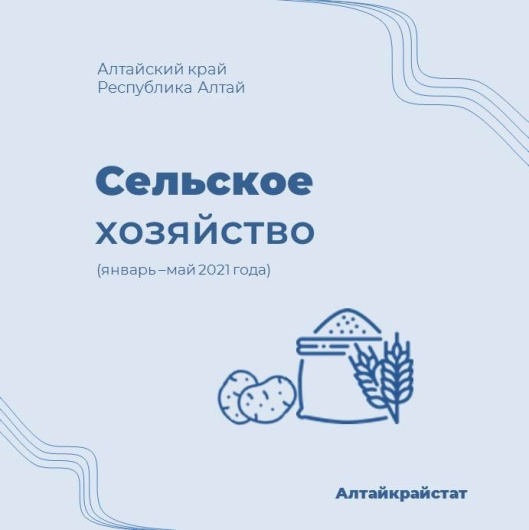 Алтайский край
Республика Алтай
Сельское
хозяйство
(январь–май 2021 года)
Алтайкрайстат